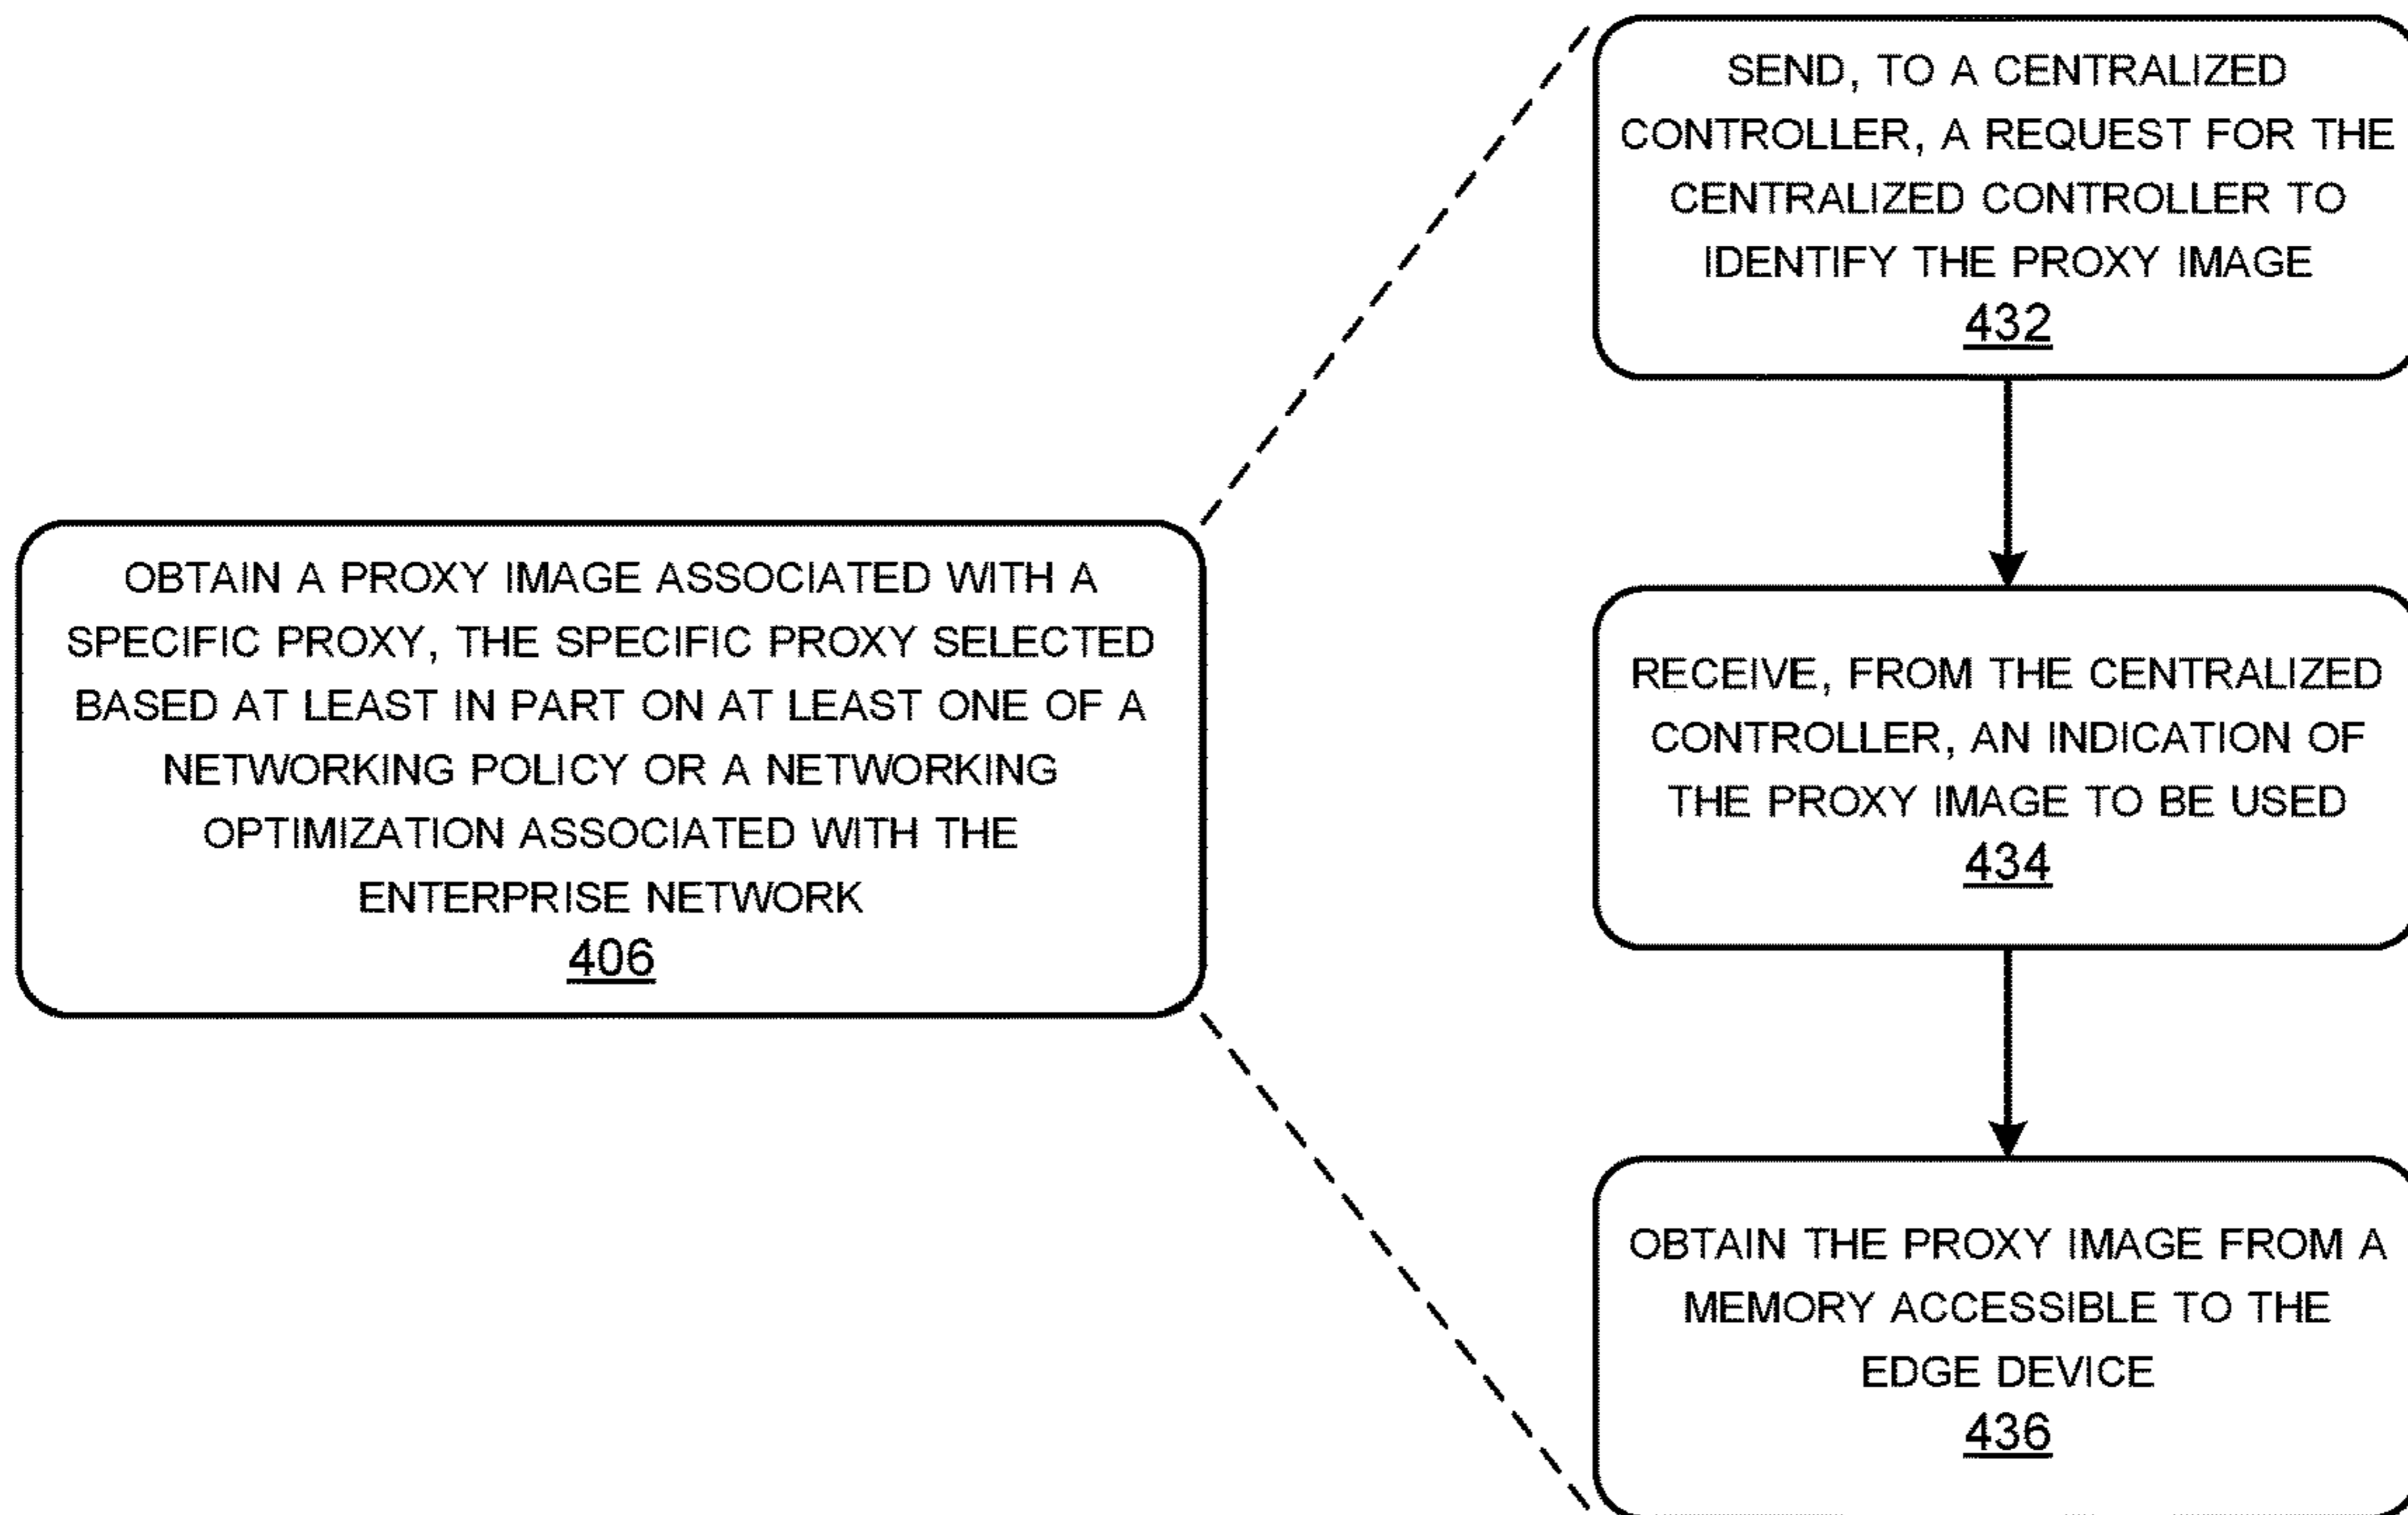 OBTAIN A PROXY IMAGE ASSOCIATED WITH A
SPECIFIC PROXY, THE SPECIFIC PROXY SELECTED
BASED AT LEAST IN PART ON AT LEAST ONE OF A
NETWORKING POLICY OR A NETWORKING
OPTIMIZATION ASSOCIATED WITH THE
ENTERPRISE NETWORK
406
SEND, TO A CENTRALIZED
CONTROLLER, A REQUEST FOR THE
CENTRALIZED CONTROLLER TO
IDENTIFY THE PROXY IMAGE
432
RECEIVE, FROM THE CENTRALIZED
CONTROLLER, AN INDICATION OF
THE PROXY IMAGE TO BE USED
434
OBTAIN THE PROXY IMAGE FROM A
MEMORY ACCESSIBLE TO THE
EDGE DEVICE
436